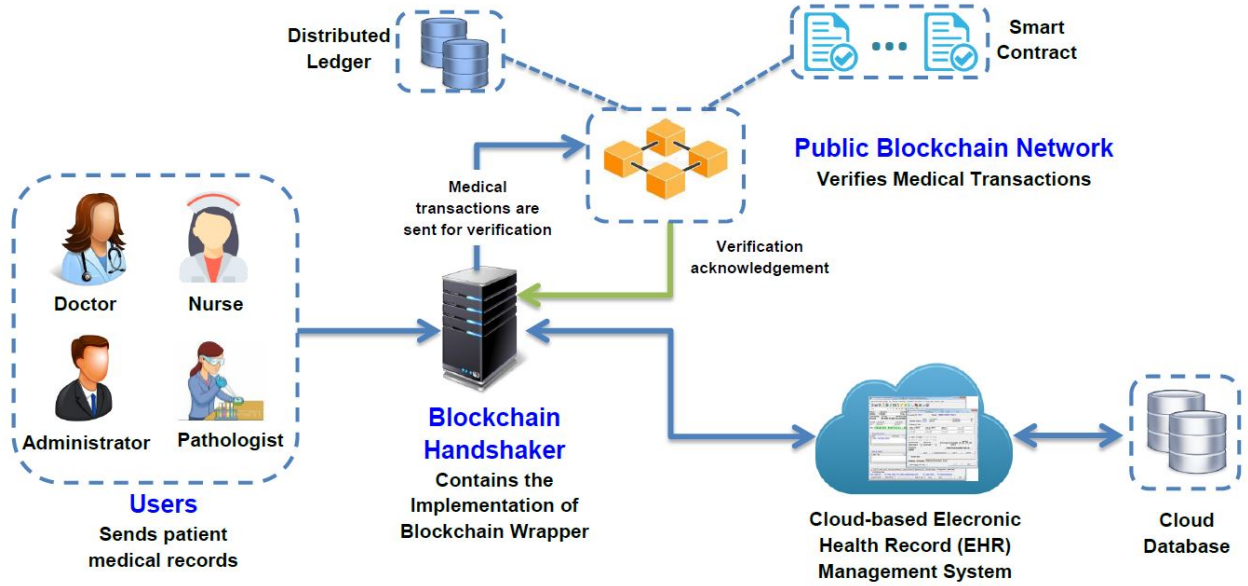 Distributed
Ledger
Smart
Contract
Public Blockchain Network
Verifies Medical Transactions
Medical
transactions are
sent for verification
Verification
acknowledgement
Doctor
Nurse
Administrator
Pathologist
Users
Sends patient
medical records
Blockchain
Handshaker
Contains the
Implementation of
Blockchain Wrapper
Cloud-based Elecronic
Health Record (EHR)
Management System
Cloud
Database